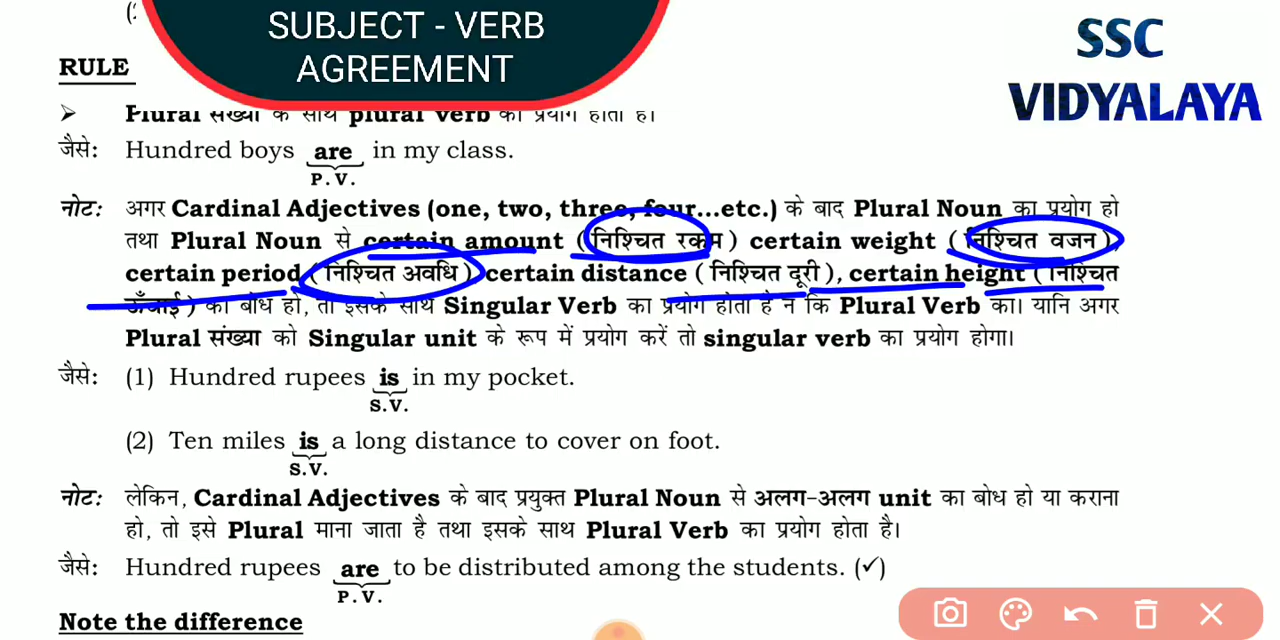 SUBJECT - VERB
AGREEMENT
SSC
VIDYALAYA
RULE
➤ Plural संख्या के साथ plural verb का प्रयोग होता है।
जैसे: Hundred boys are in my class.
P.V.
नोट: अगर Cardinal Adjectives (one, two, three, four...etc.) के बाद Plural Noun का प्रयोग हो
तथा Plural Noun से certain amount (निश्चित रकम) certain weight (निश्चित वजन),
certain period (निश्चित अवधि) certain distance (निश्चित दूरी), certain height (निश्चित
ऊँचाई) का बोध हो, तो इसके साथ Singular Verb का प्रयोग होता है न कि Plural Verb का। यानि अगर
Plural संख्या को Singular unit के रूप में प्रयोग करें तो singular verb का प्रयोग होगा।
जैसे: (1) Hundred rupees is in my pocket.
S.V.
(2) Ten miles is a long distance to cover on foot.
S.V.
नोट: लेकिन, Cardinal Adjectives के बाद प्रयुक्त Plural Noun से अलग-अलग unit का बोध हो या कराना
हो, तो इसे Plural माना जाता है तथा इसके साथ Plural Verb का प्रयोग होता है।
जैसे: Hundred rupees are to be distributed among the students. (✓)
P.V.
Note the difference